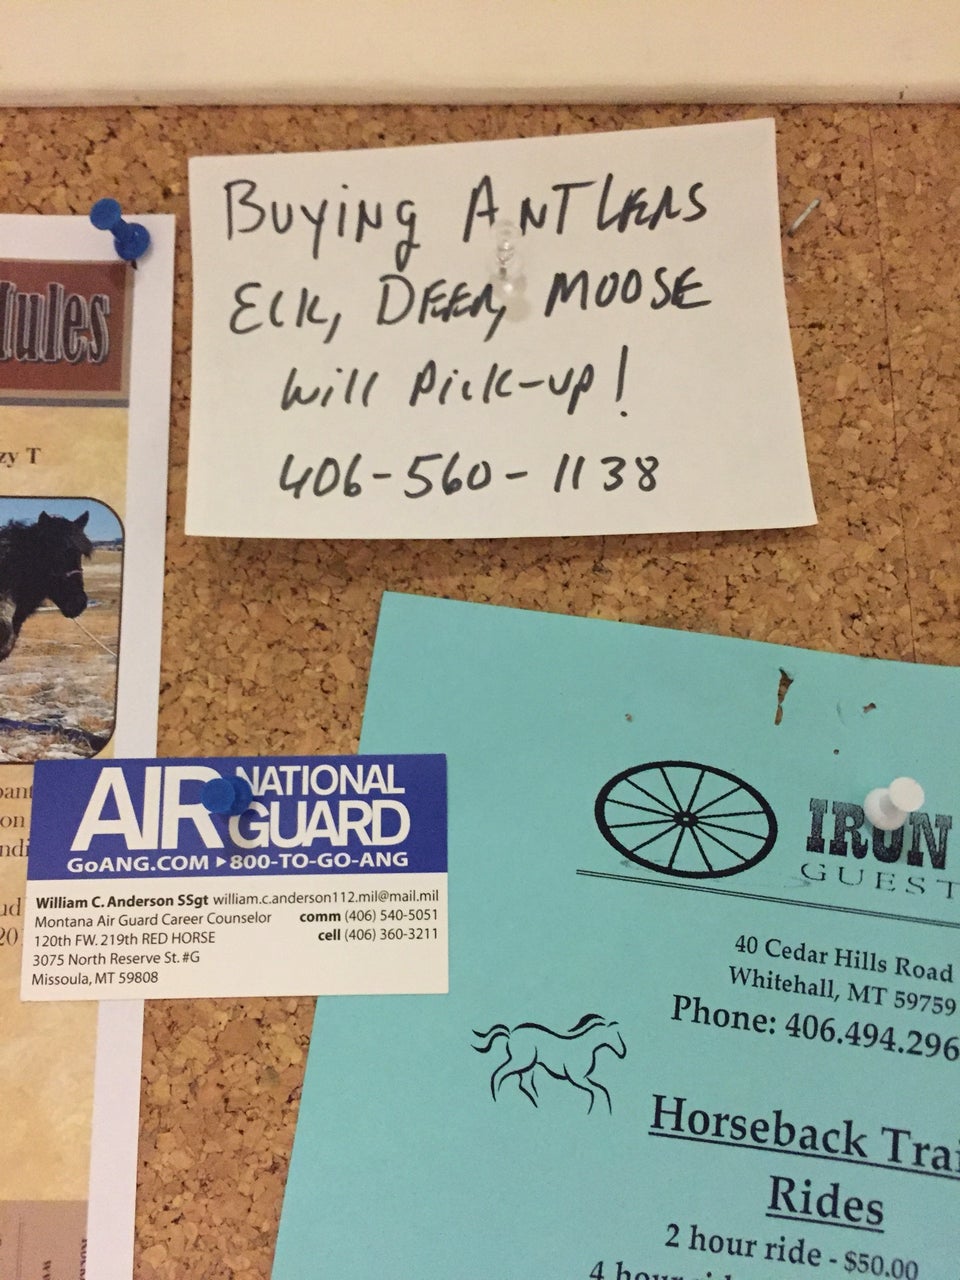 BUYING ANTLERS
ELK, DEER, MOOSE
Will Pick-up!
406-560-1138
AIR NATIONAL GUARD
GoANG.COM ▸ 800-TO-GO-ANG
William C. Anderson SSgt william.c.anderson112.mil@mail.mil
Montana Air Guard Career Counselor comm (406) 540-5051
120th FW. 219th RED HORSE cell (406) 360-3211
3075 North Reserve St. #G
Missoula, MT 59808
IRON
GUEST
40 Cedar Hills Road
Whitehall, MT 59759
Phone: 406.494.296
Horseback Trai
Rides
2 hour ride - $50.00
4 hour
ules
zy T